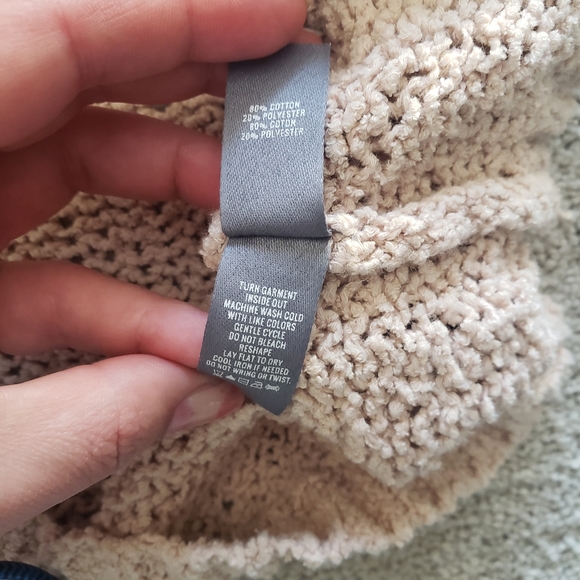 80% COTTON
20% POLYESTER
80% COTON
20% POLYESTER
TURN GARMENT
INSIDE OUT
MACHINE WASH COLD
WITH LIKE COLORS
GENTLE CYCLE
DO NOT BLEACH
RESHAPE
LAY FLAT TO DRY
COOL IRON IF NEEDED
DO NOT WRING OR TWIST.